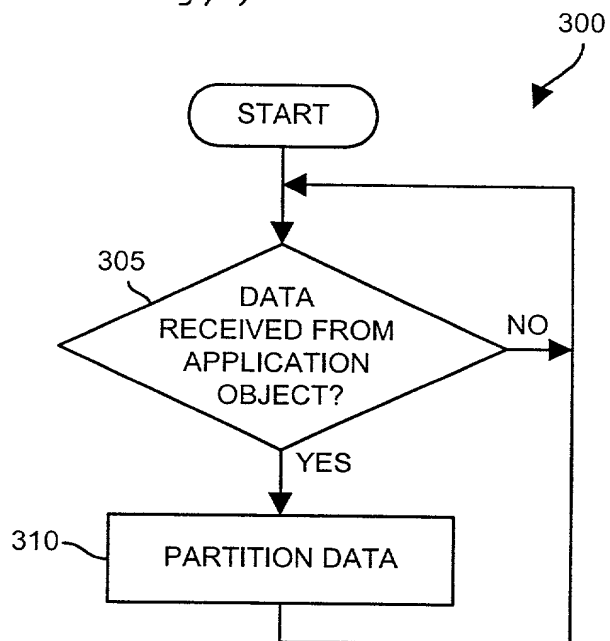 300
START
305
DATA
RECEIVED FROM
APPLICATION
OBJECT?
NO
YES
310
PARTITION DATA